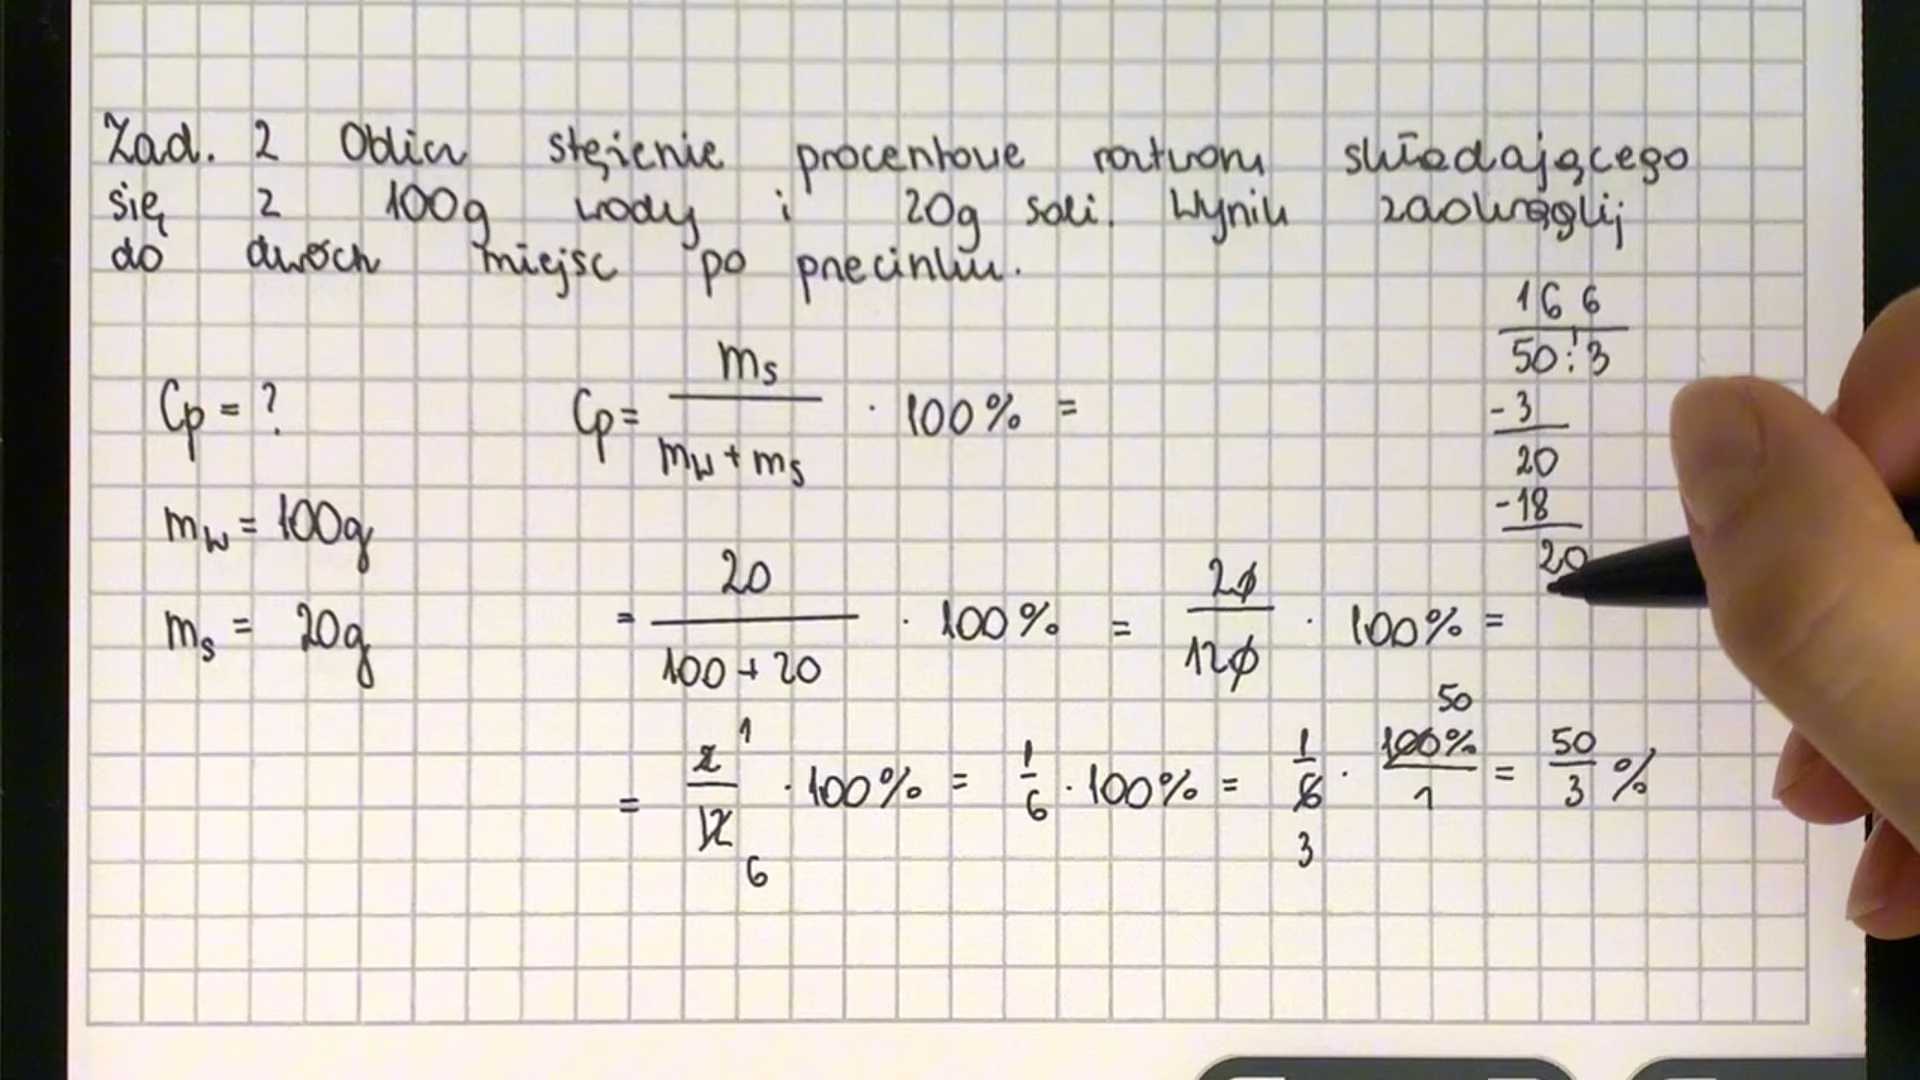 Zad. 2 Oblicz stężenie procentowe roztworu składającego
się z 100g wody i 20g soli. Wynik zaokrąglij
do dwóch miejsc po przecinku.
Cp = ?
mw = 100g
ms = 20g
Cp = ms / (mw + ms) · 100% =
= 20 / (100 + 20) · 100% = 20 / 120 · 100% =
= 2 / 12 1 6 · 100% = 1/6 · 100% = 1/6 3 · 100% / 1 50 = 50/3 %
16 6
50 : 3
-3
20
-18
20